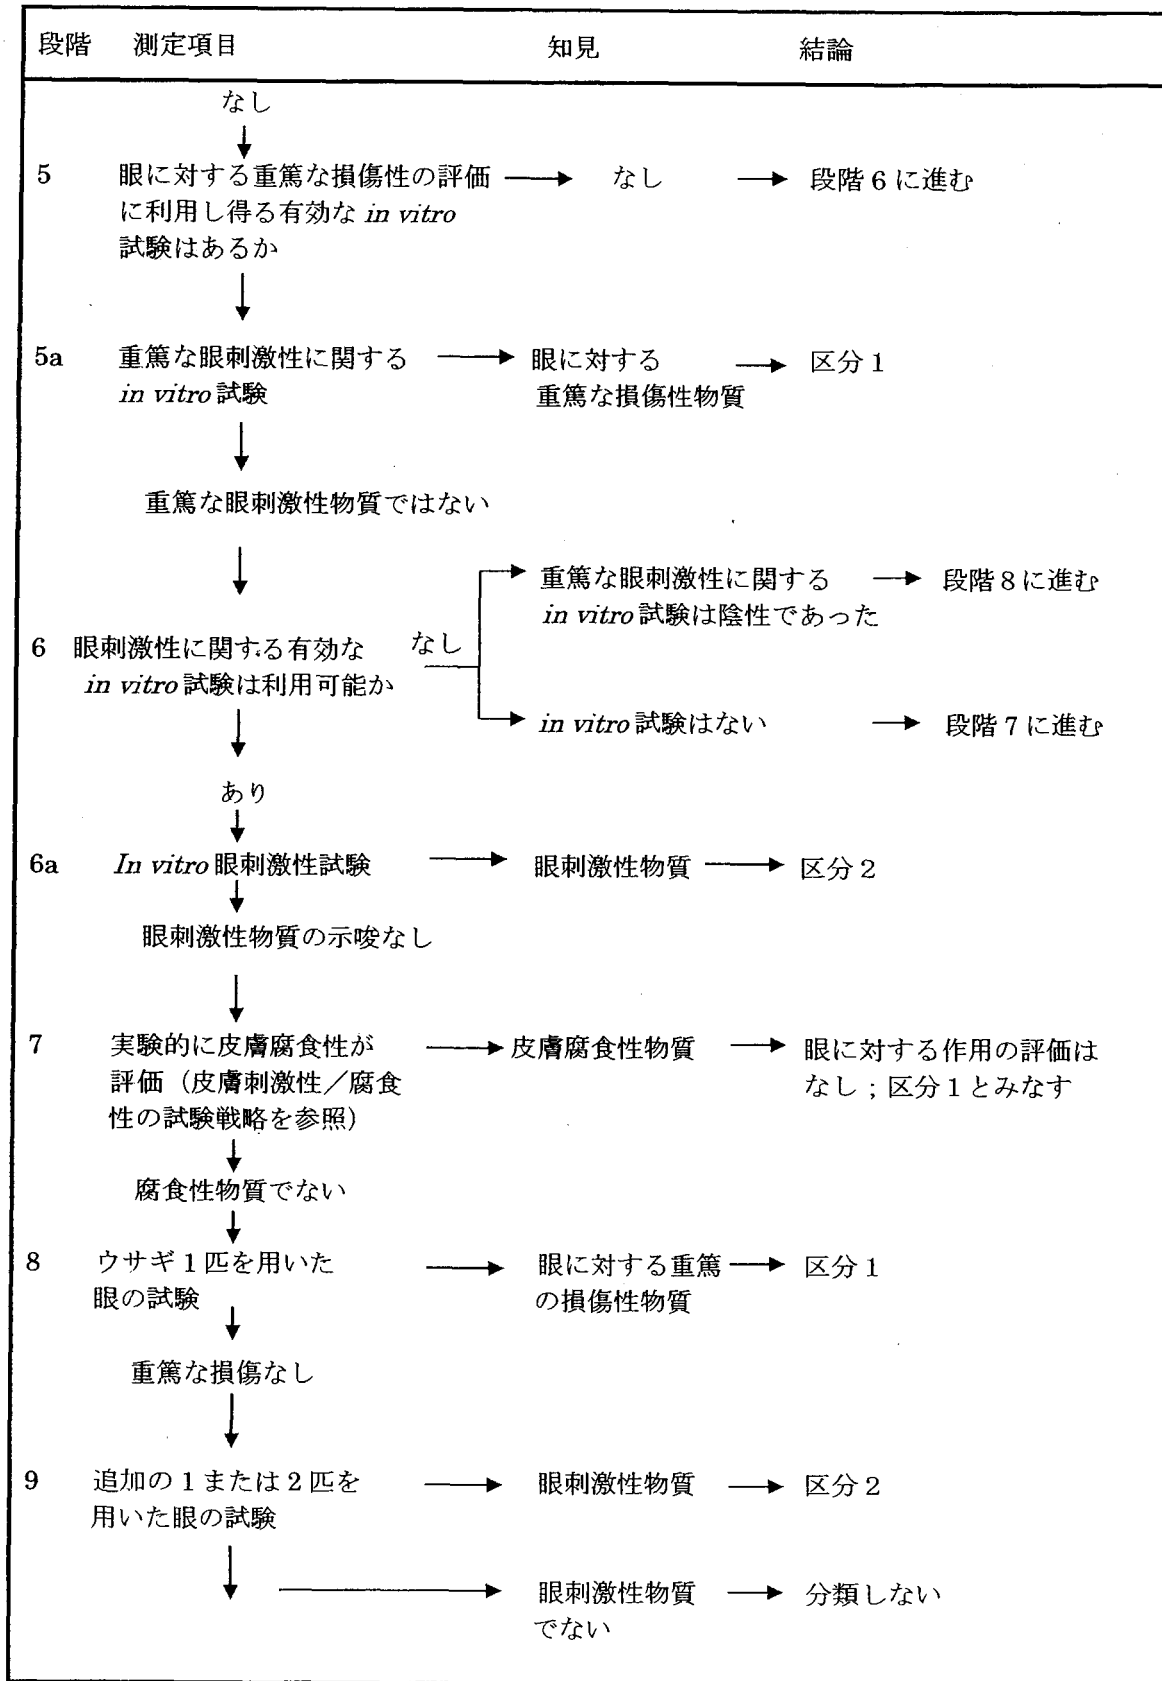 段階 測定項目 知見 結論
なし
5 眼に対する重篤な損傷性の評価 なし 段階6に進む
に利用し得る有効な in vitro
試験はあるか
5a 重篤な眼刺激性に関する 眼に対する 区分1
in vitro 試験 重篤な損傷性物質
重篤な眼刺激性物質ではない
重篤な眼刺激性に関する 段階8に進む
in vitro 試験は陰性であった
6 眼刺激性に関する有効な なし
in vitro 試験は利用可能か
in vitro 試験はない 段階7に進む
あり
6a In vitro 眼刺激性試験 眼刺激性物質 区分2
眼刺激性物質の示唆なし
7 実験的に皮膚腐食性が 皮膚腐食性物質 眼に対する作用の評価は
評価（皮膚刺激性／腐食 なし；区分1とみなす
性の試験戦略を参照）
腐食性物質でない
8 ウサギ1匹を用いた 眼に対する重篤 区分1
眼の試験 の損傷性物質
重篤な損傷なし
9 追加の1または2匹を 眼刺激性物質 区分2
用いた眼の試験
眼刺激性物質 分類しない
でない